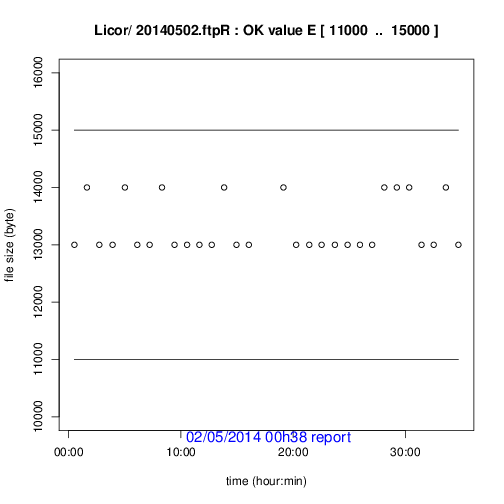 Licor/ 20140502.ftpR : OK value E [ 11000 .. 15000 ]
16000
15000
14000
13000
12000
11000
10000
file size (byte)
02/05/2014 00h38 report
00:00
10:00
20:00
30:00
time (hour:min)